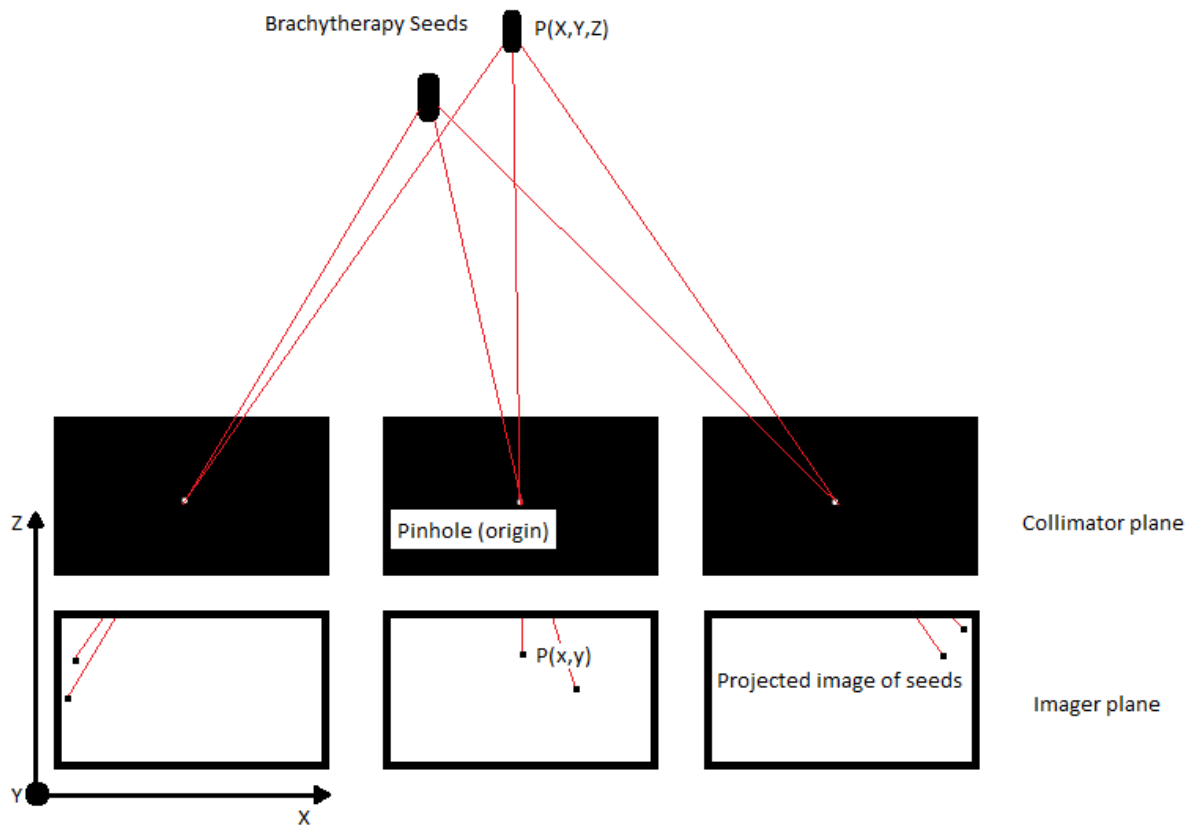 Brachytherapy Seeds
P(X,Y,Z)
Z
Pinhole (origin)
Collimator plane
P(x,y)
Projected image of seeds
Imager plane
Y
X